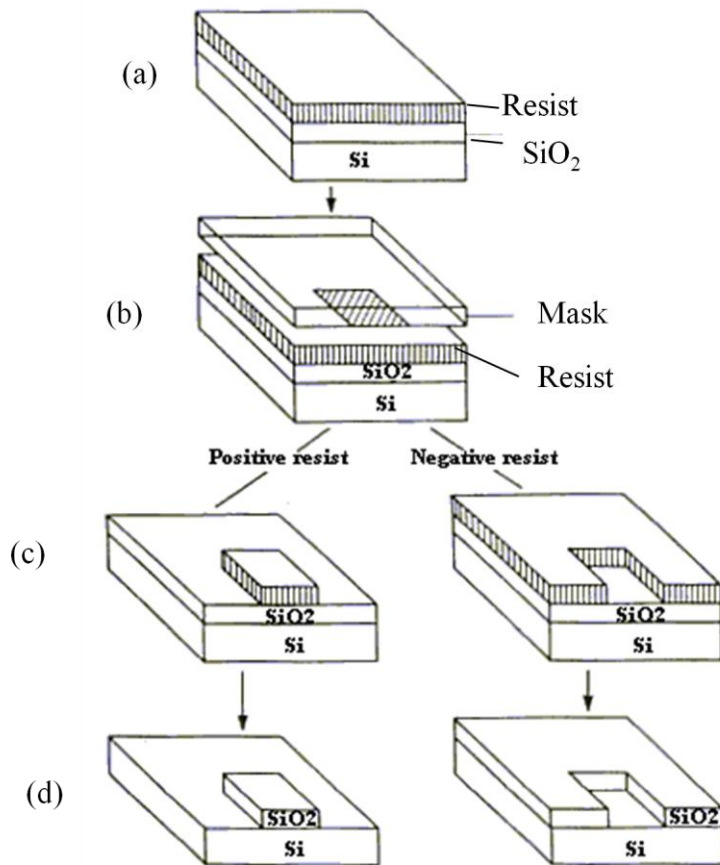 (a)
Resist
SiO₂
Si
(b)
Mask
Resist
SiO2
Si
Positive resist
Negative resist
(c)
SiO2
Si
SiO2
Si
(d)
SiO2
Si
SiO2
Si